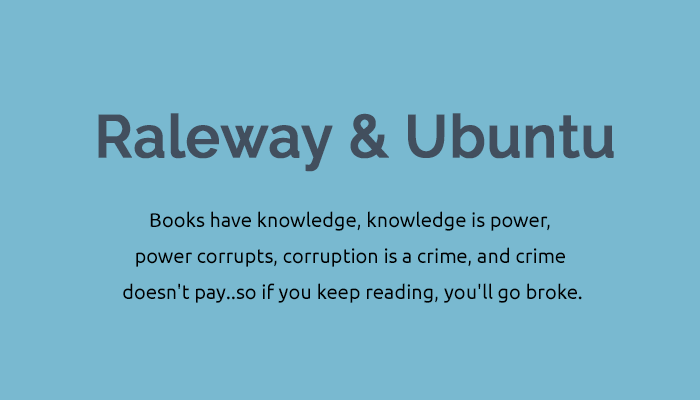 Raleway & Ubuntu
Books have knowledge, knowledge is power,
power corrupts, corruption is a crime, and crime
doesn't pay..so if you keep reading, you'll go broke.